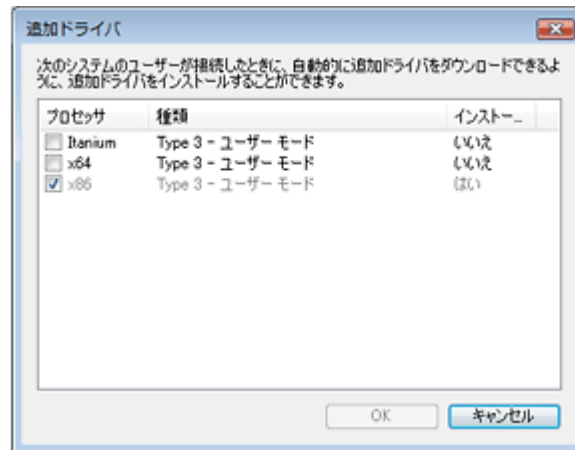 追加ドライバ
次のシステムのユーザーが接続したときに、自動的に追加ドライバをダウンロードできるよ
うに、追加ドライバをインストールすることができます。
プロセッサ 種類 インストー...
Itanium Type 3 - ユーザー モード いいえ
x64 Type 3 - ユーザー モード いいえ
x86 Type 3 - ユーザー モード はい
OK キャンセル